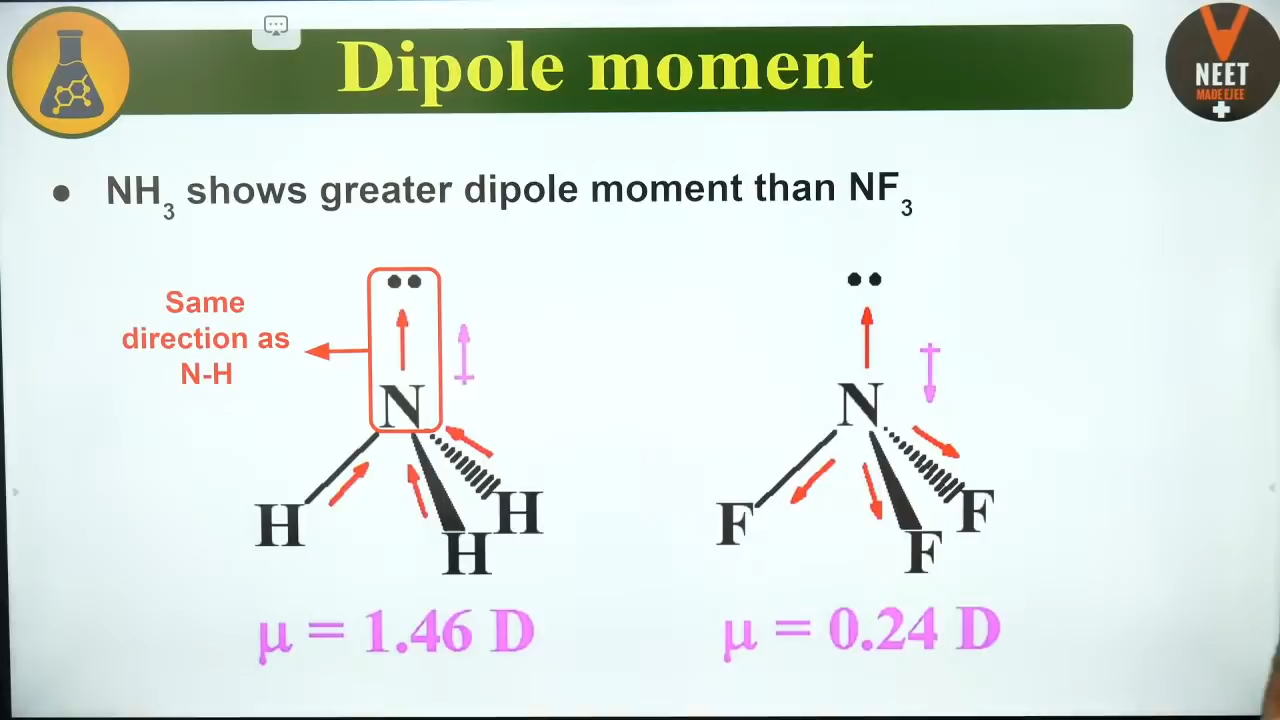 Dipole moment
NEET
MADE EJEE
● NH₃ shows greater dipole moment than NF₃
Same
direction as
N-H
N
H
H
H
N
F
F
F
μ = 1.46 D
μ = 0.24 D